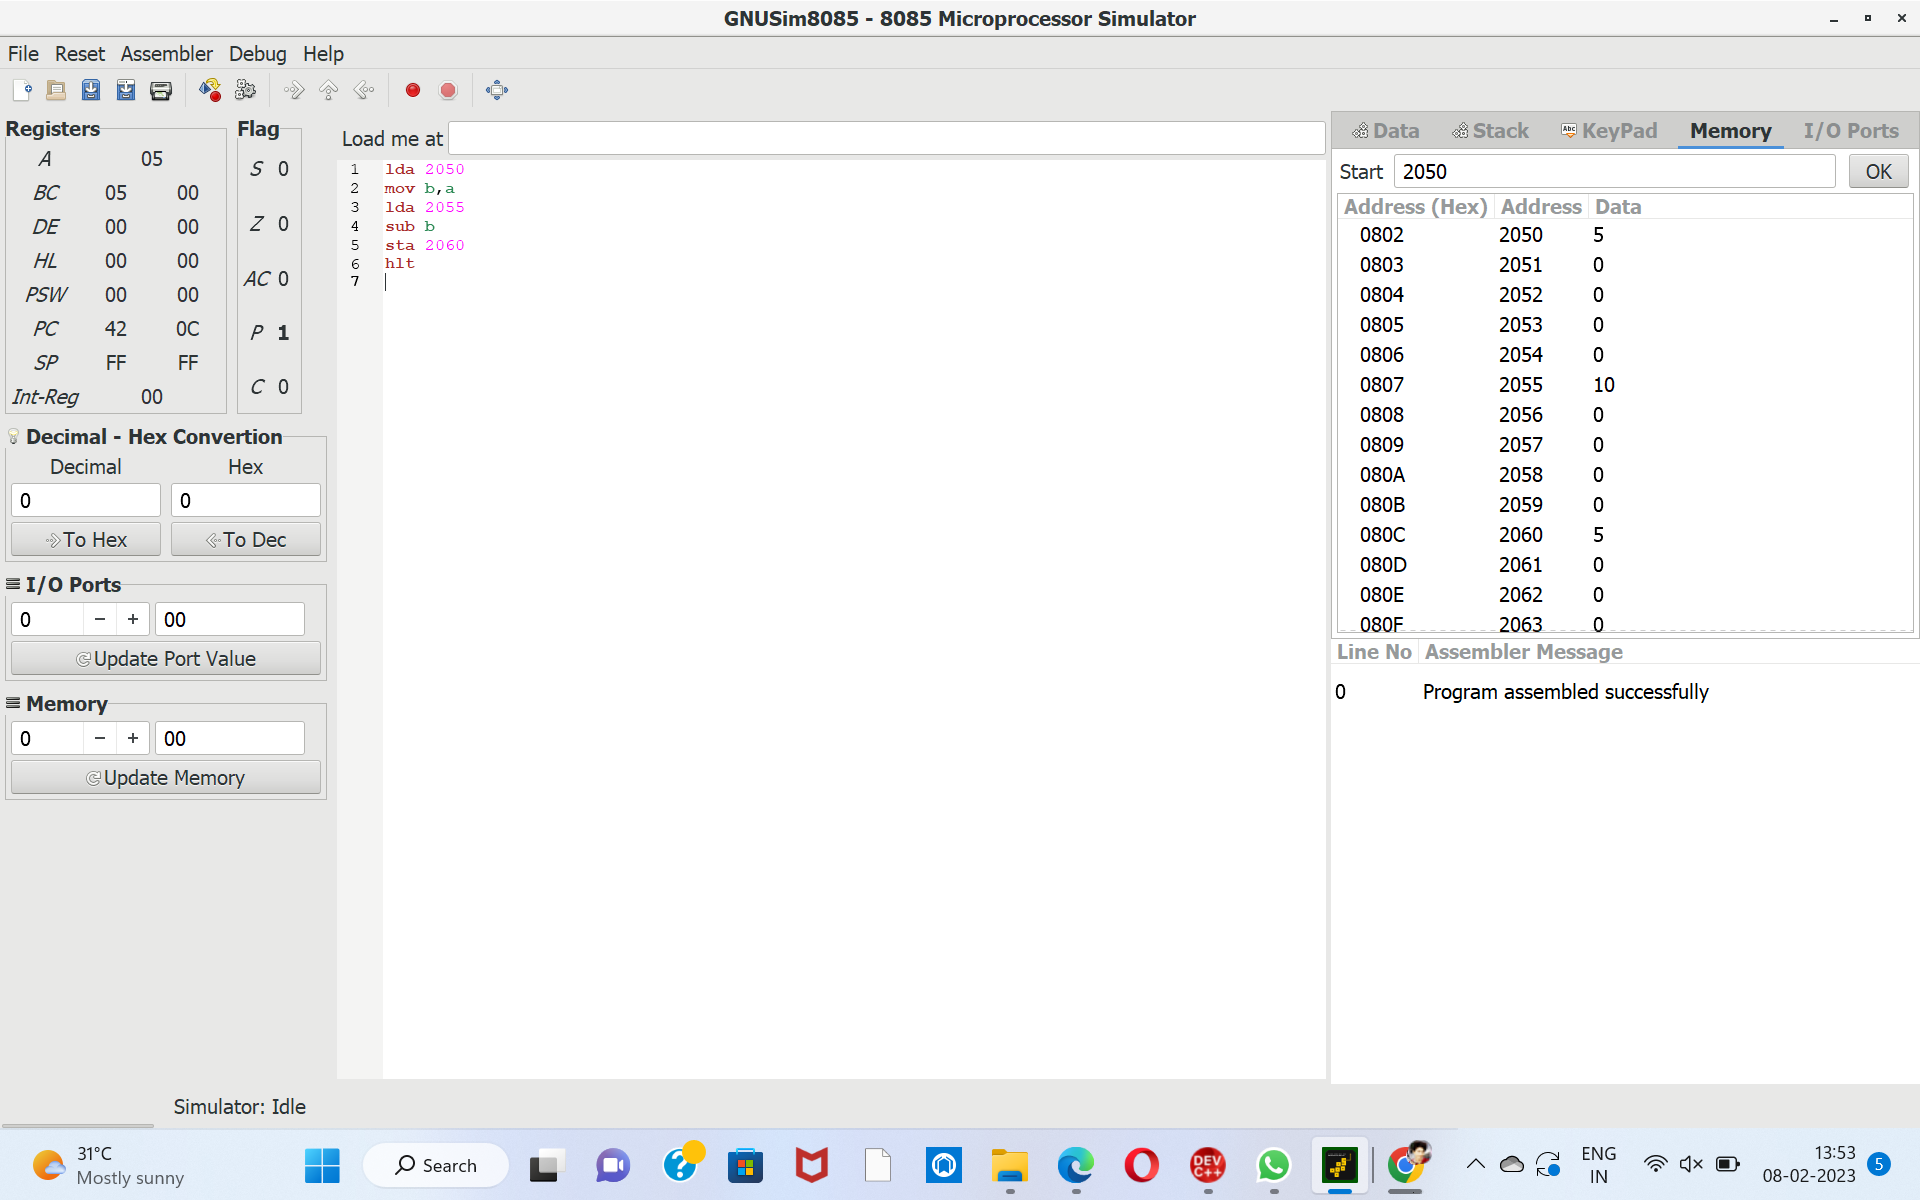 GNUSim8085 - 8085 Microprocessor Simulator
File Reset Assembler Debug Help
Registers
A 05
BC 05 00
DE 00 00
HL 00 00
PSW 00 00
PC 42 0C
SP FF FF
Int-Reg 00
Flag
S 0
Z 0
AC 0
P 1
C 0
Decimal - Hex Convertion
Decimal Hex
0 0
To Hex To Dec
I/O Ports
0 − + 00
Update Port Value
Memory
0 − + 00
Update Memory
Load me at
1 lda 2050
2 mov b,a
3 lda 2055
4 sub b
5 sta 2060
6 hlt
7
Data Stack Abc KeyPad Memory I/O Ports
Start 2050 OK
Address (Hex) Address Data
0802 2050 5
0803 2051 0
0804 2052 0
0805 2053 0
0806 2054 0
0807 2055 10
0808 2056 0
0809 2057 0
080A 2058 0
080B 2059 0
080C 2060 5
080D 2061 0
080E 2062 0
080F 2063 0
Line No Assembler Message
0 Program assembled successfully
Simulator: Idle
31°C
Mostly sunny
Search
DEV C++
ENG
IN
13:53
08-02-2023
5